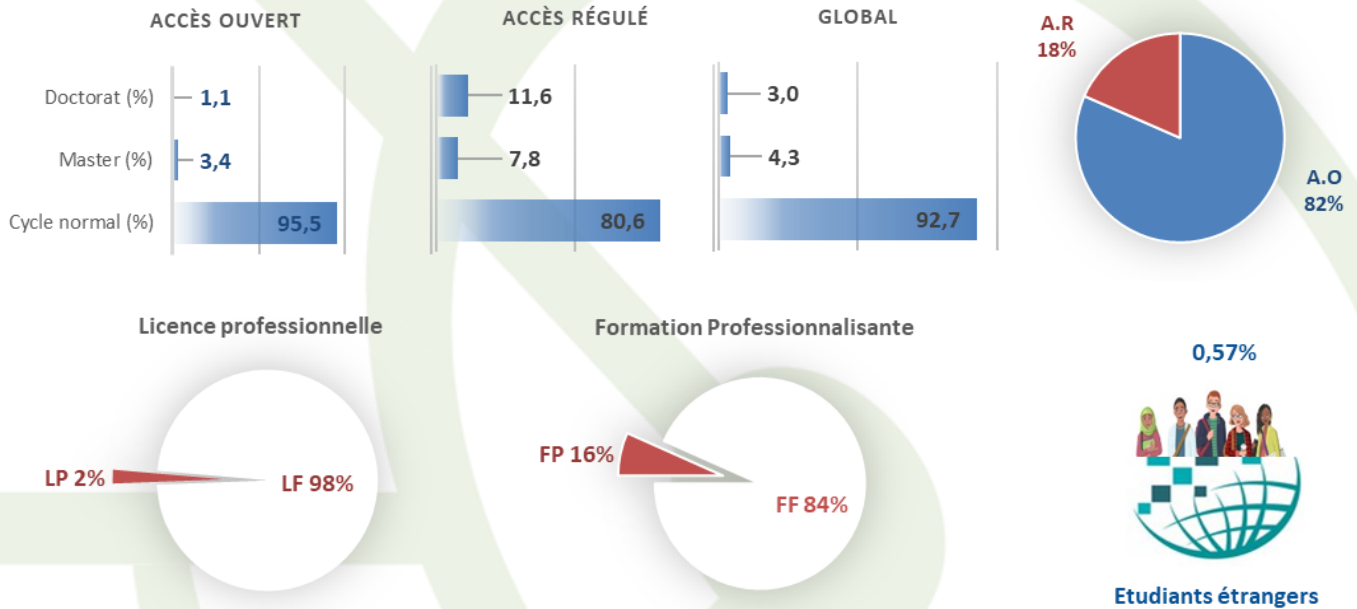 ACCÈS OUVERT
Doctorat (%)
1,1
Master (%)
3,4
Cycle normal (%)
95,5
ACCÈS RÉGULÉ
11,6
7,8
80,6
GLOBAL
3,0
4,3
92,7
A.R
18%
A.O
82%
Licence professionnelle
LP 2%
LF 98%
Formation Professionnalisante
FP 16%
FF 84%
0,57%
Etudiants étrangers